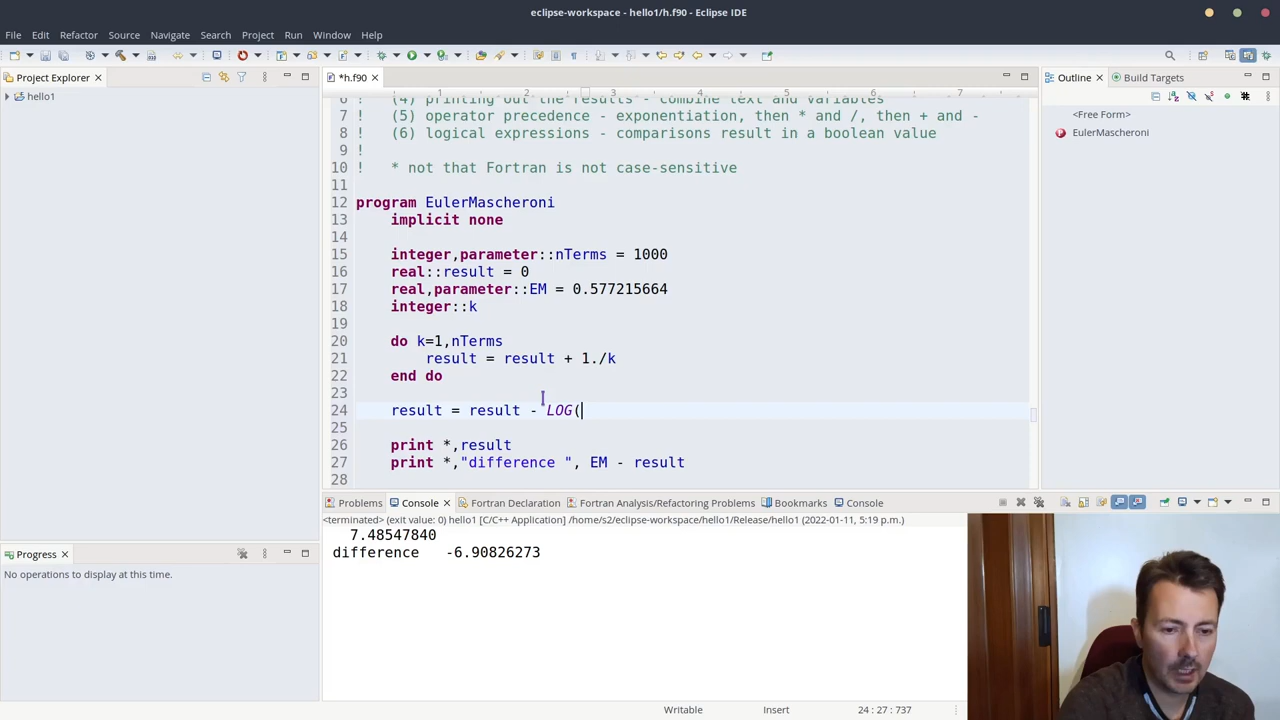 eclipse-workspace - hello1/h.f90 - Eclipse IDE
File Edit Refactor Source Navigate Search Project Run Window Help
Project Explorer
*h.f90
Outline Build Targets
hello1
1 2 3 4 5 6 7
<Free Form>
EulerMascheroni
6 ! (4) printing out the results - combine text and variables
7 ! (5) operator precedence - exponentiation, then * and /, then + and -
8 ! (6) logical expressions - comparisons result in a boolean value
9 !
10 ! * not that Fortran is not case-sensitive
11
12 program EulerMascheroni
13 implicit none
14
15 integer,parameter::nTerms = 1000
16 real::result = 0
17 real,parameter::EM = 0.577215664
18 integer::k
19
20 do k=1,nTerms
21 result = result + 1./k
22 end do
23
24 result = result - LOG(
25
26 print *,result
27 print *,"difference ", EM - result
28
Problems Console Fortran Declaration Fortran Analysis/Refactoring Problems Bookmarks Console
<terminated> (exit value: 0) hello1 [C/C++ Application] /home/s2/eclipse-workspace/hello1/Release/hello1 (2022-01-11, 5:19 p.m.)
7.48547840
difference -6.90826273
Progress
No operations to display at this time.
Writable Insert 24 : 27 : 737